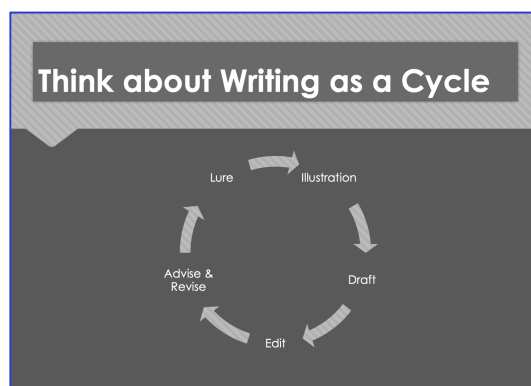 Think about Writing as a Cycle
Lure
Illustration
Draft
Edit
Advise &
Revise